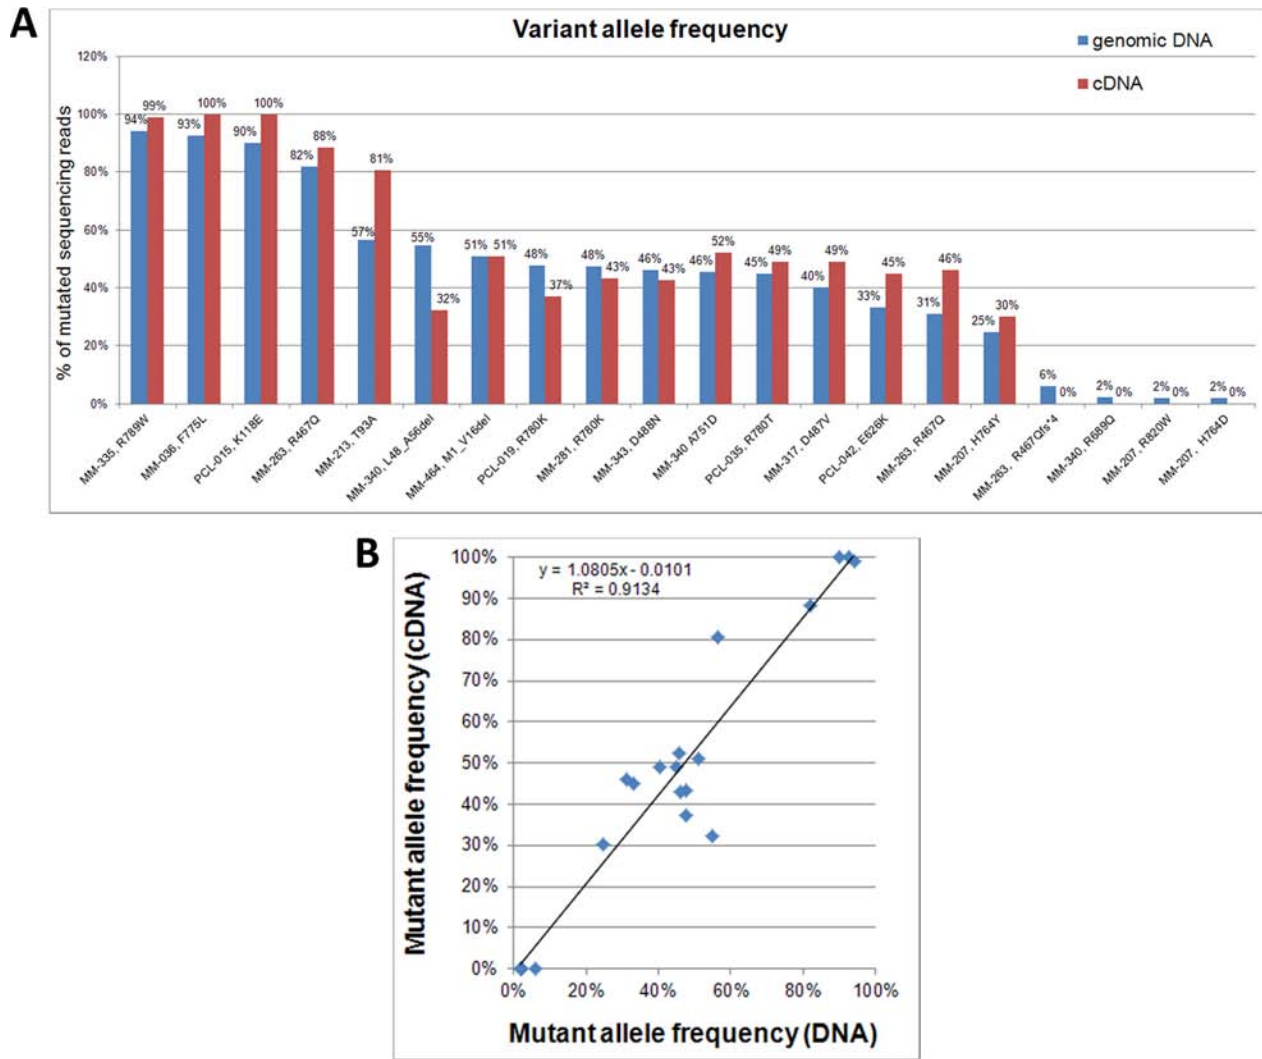 A
Variant allele frequency
genomic DNA
cDNA
% of mutated sequencing reads
120%
100%
80%
60%
40%
20%
0%
94% 99% 93% 100% 90% 100% 82% 88% 57% 81% 55% 32% 51% 51% 48% 37% 48% 43% 46% 43% 46% 52% 45% 49% 40% 49% 33% 45% 31% 46% 25% 30% 6% 0% 2% 0% 2% 0% 2% 0%
MM-335, R789W
MM-036, F775L
PCL-015, K118E
MM-263, R467Q
MM-213, T93A
MM-340, L48_A56del
MM-464, M1_V16del
PCL-019, R780K
MM-281, R780K
MM-343, D488N
MM-340 A751D
PCL-035, R780T
MM-317, D487V
PCL-042, E626K
MM-263, R467Q
MM-207, H764Y
MM-263, R467Qfs*4
MM-340, R689Q
MM-207, R820W
MM-207, H764D
B
y = 1.0805x - 0.0101
R² = 0.9134
Mutant allele frequency (cDNA)
100%
90%
80%
70%
60%
50%
40%
30%
20%
10%
0%
0% 20% 40% 60% 80% 100%
Mutant allele frequency (DNA)